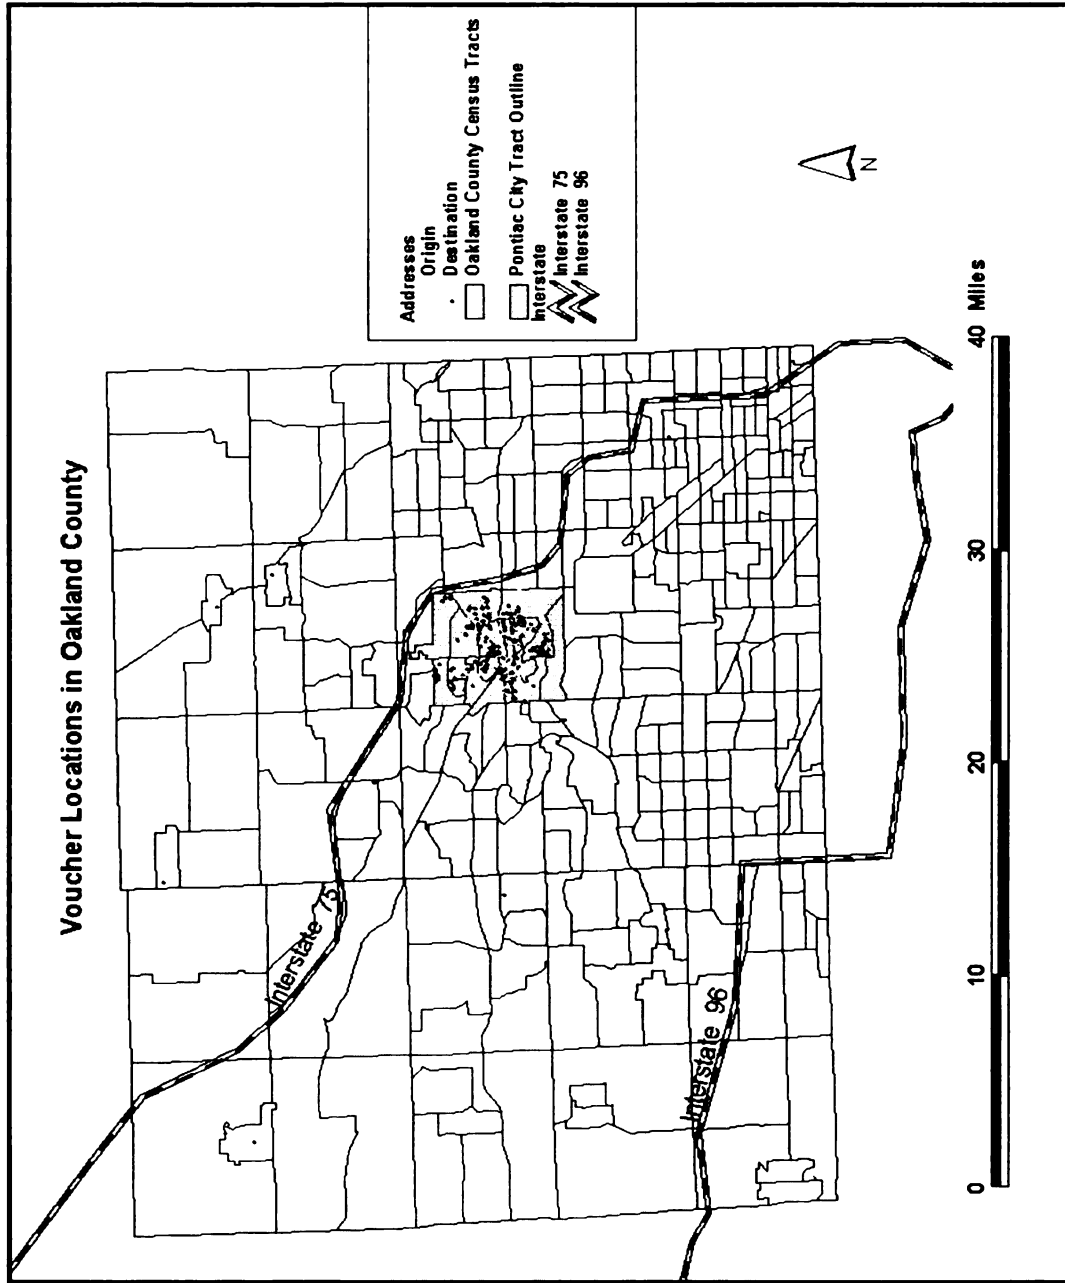 Voucher Locations in Oakland County
Addresses
Origin
Destination
Oakland County Census Tracts
Pontiac City Tract Outline
Interstate
Interstate 75
Interstate 96
N
Interstate 75
Interstate 96
0 10 20 30 40 Miles